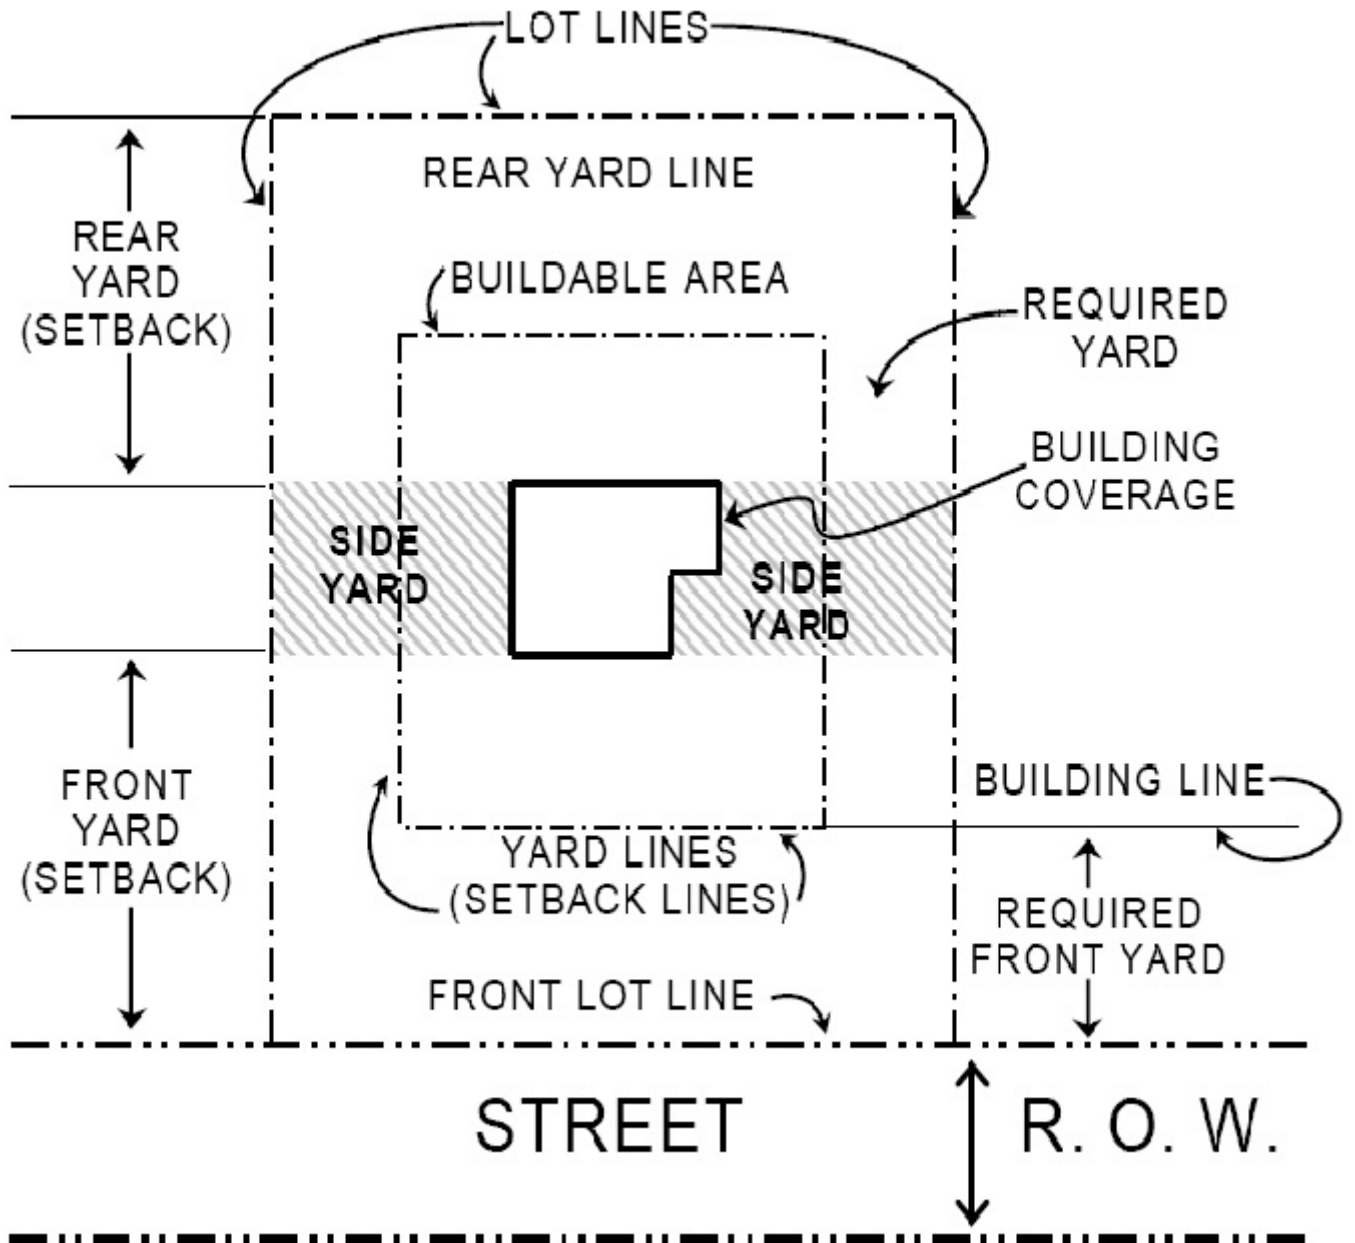 LOT LINES
REAR YARD LINE
REAR
YARD
(SETBACK)
BUILDABLE AREA
REQUIRED
YARD
BUILDING
COVERAGE
SIDE
YARD
SIDE
YARD
FRONT
YARD
(SETBACK)
BUILDING LINE
YARD LINES
(SETBACK LINES)
REQUIRED
FRONT YARD
FRONT LOT LINE
STREET
R. O. W.